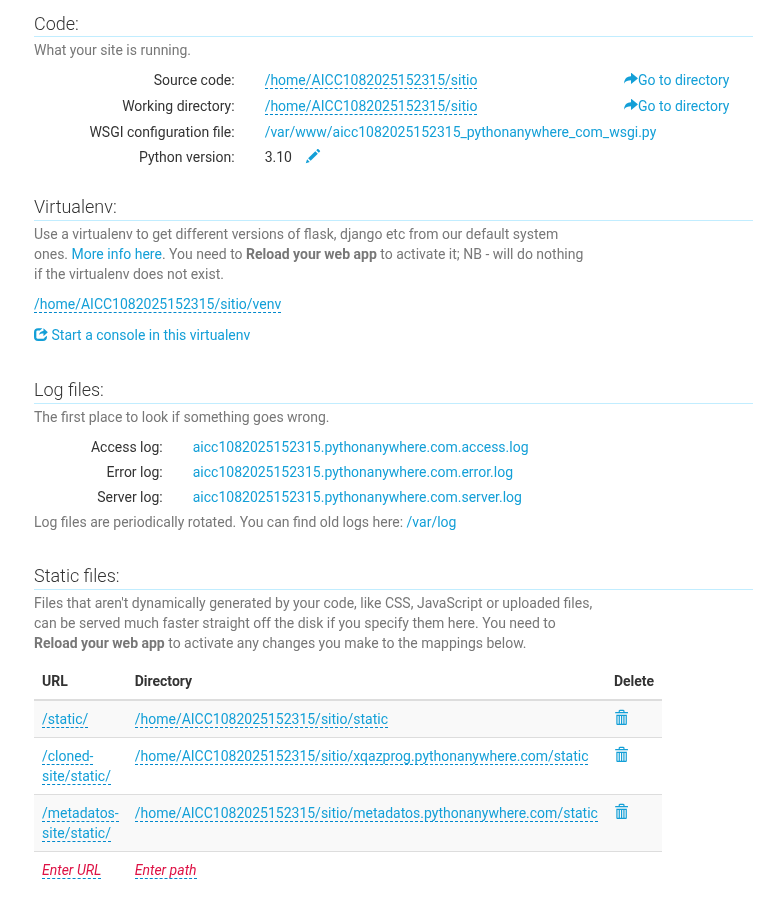 Code:
What your site is running.
Source code: /home/AICC1082025152315/sitio Go to directory
Working directory: /home/AICC1082025152315/sitio Go to directory
WSGI configuration file: /var/www/aicc1082025152315_pythonanywhere_com_wsgi.py
Python version: 3.10
Virtualenv:
Use a virtualenv to get different versions of flask, django etc from our default system
ones. More info here. You need to Reload your web app to activate it; NB - will do nothing
if the virtualenv does not exist.
/home/AICC1082025152315/sitio/venv
Start a console in this virtualenv
Log files:
The first place to look if something goes wrong.
Access log: aicc1082025152315.pythonanywhere.com.access.log
Error log: aicc1082025152315.pythonanywhere.com.error.log
Server log: aicc1082025152315.pythonanywhere.com.server.log
Log files are periodically rotated. You can find old logs here: /var/log
Static files:
Files that aren't dynamically generated by your code, like CSS, JavaScript or uploaded files,
can be served much faster straight off the disk if you specify them here. You need to
Reload your web app to activate any changes you make to the mappings below.
URL Directory Delete
/static/ /home/AICC1082025152315/sitio/static
/cloned- /home/AICC1082025152315/sitio/xqazprog.pythonanywhere.com/static
site/static/
/metadatos- /home/AICC1082025152315/sitio/metadatos.pythonanywhere.com/static
site/static/
Enter URL Enter path